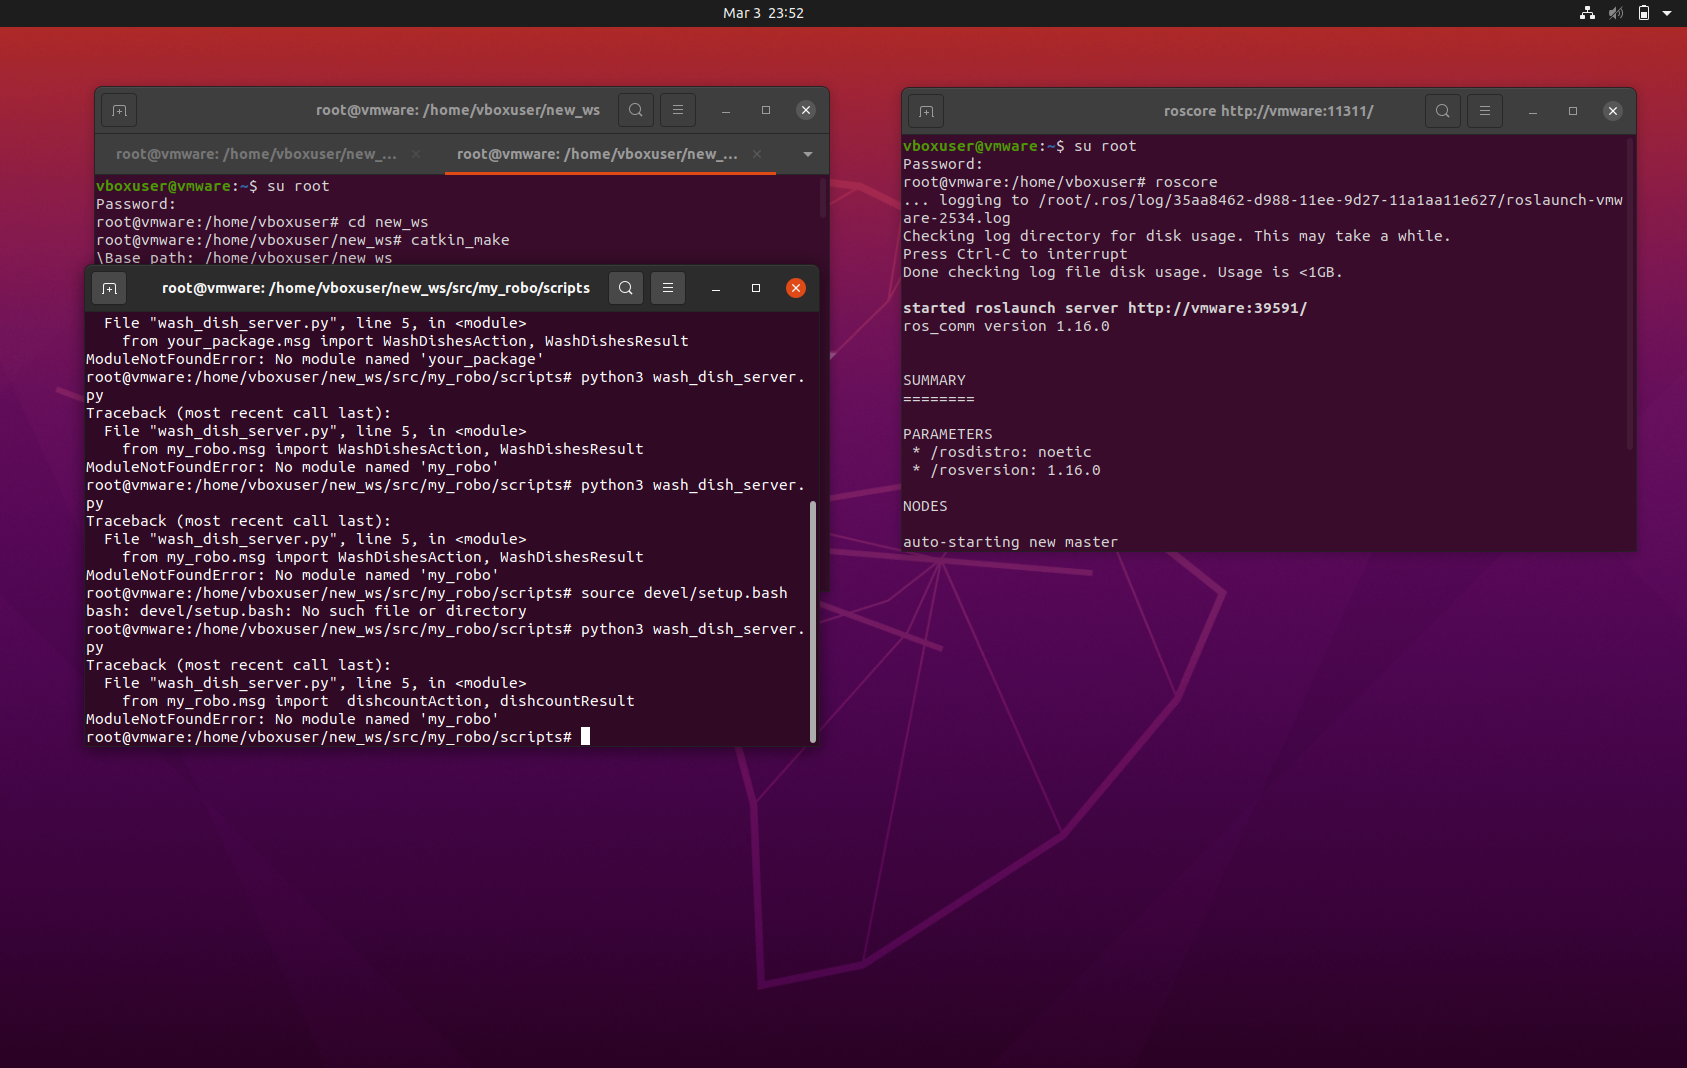 Mar 3  23:52
root@vmware: /home/vboxuser/new_ws
root@vmware: /home/vboxuser/new_...
root@vmware: /home/vboxuser/new_...
vboxuser@vmware:~$ su root
Password:
root@vmware:/home/vboxuser# cd new_ws
root@vmware:/home/vboxuser/new_ws# catkin_make
\Base path: /home/vboxuser/new_ws
root@vmware: /home/vboxuser/new_ws/src/my_robo/scripts
  File "wash_dish_server.py", line 5, in <module>
    from your_package.msg import WashDishesAction, WashDishesResult
ModuleNotFoundError: No module named 'your_package'
root@vmware:/home/vboxuser/new_ws/src/my_robo/scripts# python3 wash_dish_server.
py
Traceback (most recent call last):
  File "wash_dish_server.py", line 5, in <module>
    from my_robo.msg import WashDishesAction, WashDishesResult
ModuleNotFoundError: No module named 'my_robo'
root@vmware:/home/vboxuser/new_ws/src/my_robo/scripts# python3 wash_dish_server.
py
Traceback (most recent call last):
  File "wash_dish_server.py", line 5, in <module>
    from my_robo.msg import WashDishesAction, WashDishesResult
ModuleNotFoundError: No module named 'my_robo'
root@vmware:/home/vboxuser/new_ws/src/my_robo/scripts# source devel/setup.bash
bash: devel/setup.bash: No such file or directory
root@vmware:/home/vboxuser/new_ws/src/my_robo/scripts# python3 wash_dish_server.
py
Traceback (most recent call last):
  File "wash_dish_server.py", line 5, in <module>
    from my_robo.msg import  dishcountAction, dishcountResult
ModuleNotFoundError: No module named 'my_robo'
root@vmware:/home/vboxuser/new_ws/src/my_robo/scripts#
roscore http://vmware:11311/
vboxuser@vmware:~$ su root
Password:
root@vmware:/home/vboxuser# roscore
... logging to /root/.ros/log/35aa8462-d988-11ee-9d27-11a1aa11e627/roslaunch-vmw
are-2534.log
Checking log directory for disk usage. This may take a while.
Press Ctrl-C to interrupt
Done checking log file disk usage. Usage is <1GB.
started roslaunch server http://vmware:39591/
ros_comm version 1.16.0
SUMMARY
========
PARAMETERS
 * /rosdistro: noetic
 * /rosversion: 1.16.0
NODES
auto-starting new master